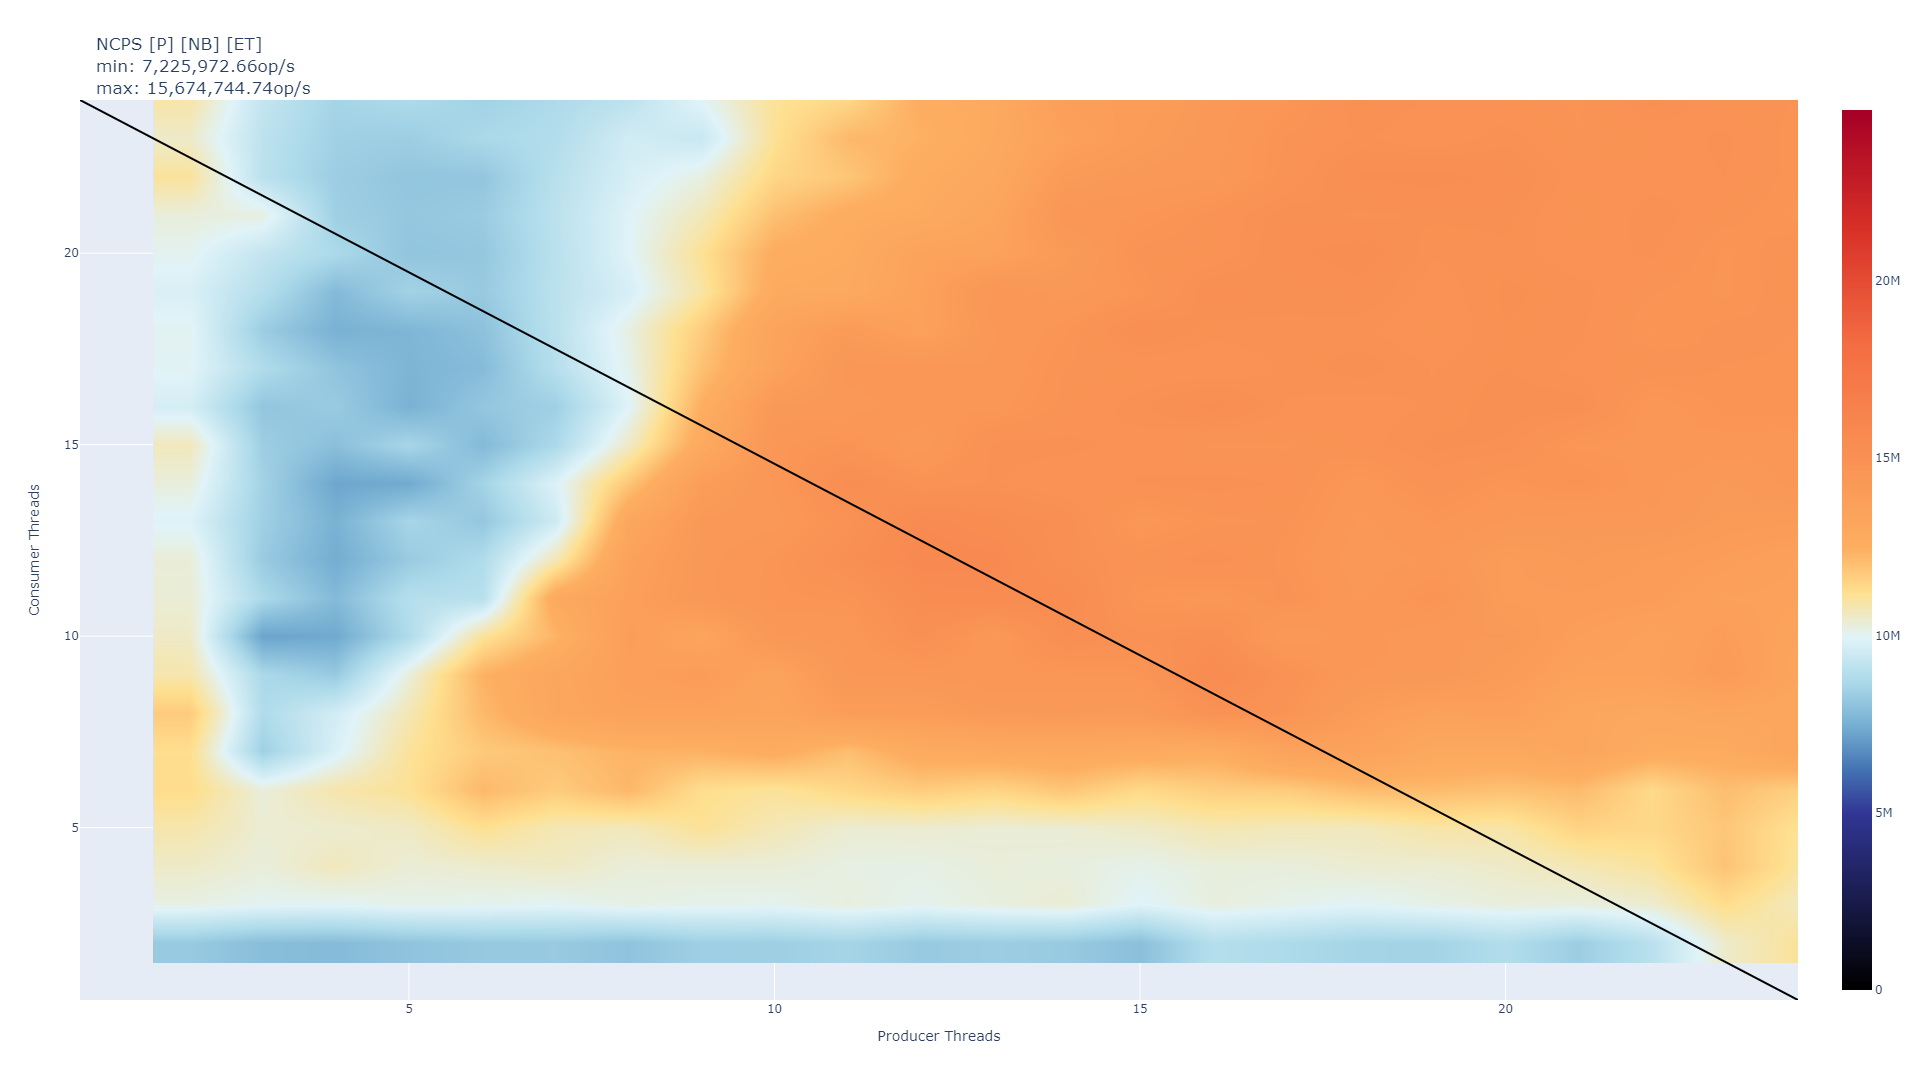 NCPS [P] [NB] [ET]
min: 7,225,972.66op/s
max: 15,674,744.74op/s
20
15
10
5
Consumer Threads
5
10
15
20
Producer Threads
20M
15M
10M
5M
0